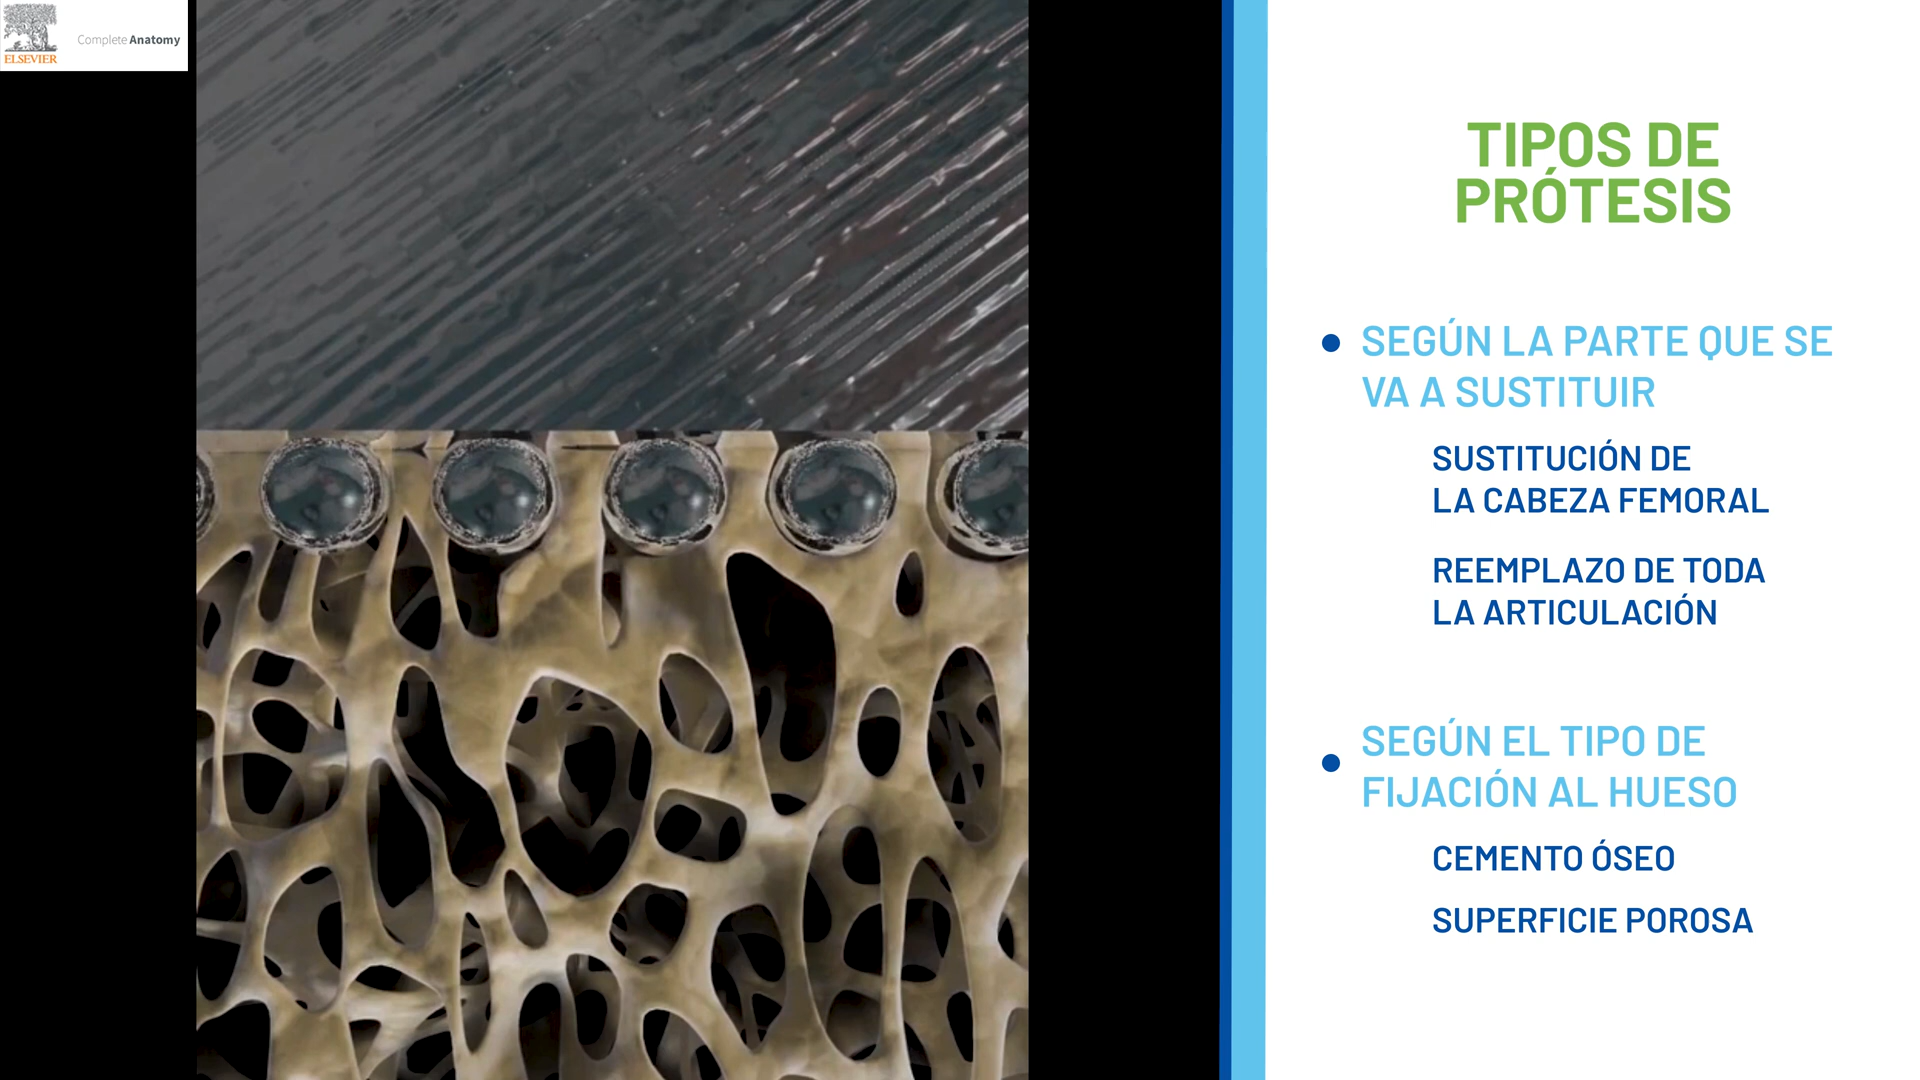 ELSEVIER
Complete Anatomy
TIPOS DE
PRÓTESIS
SEGÚN LA PARTE QUE SE
VA A SUSTITUIR
SUSTITUCIÓN DE
LA CABEZA FEMORAL
REEMPLAZO DE TODA
LA ARTICULACIÓN
SEGÚN EL TIPO DE
FIJACIÓN AL HUESO
CEMENTO ÓSEO
SUPERFICIE POROSA